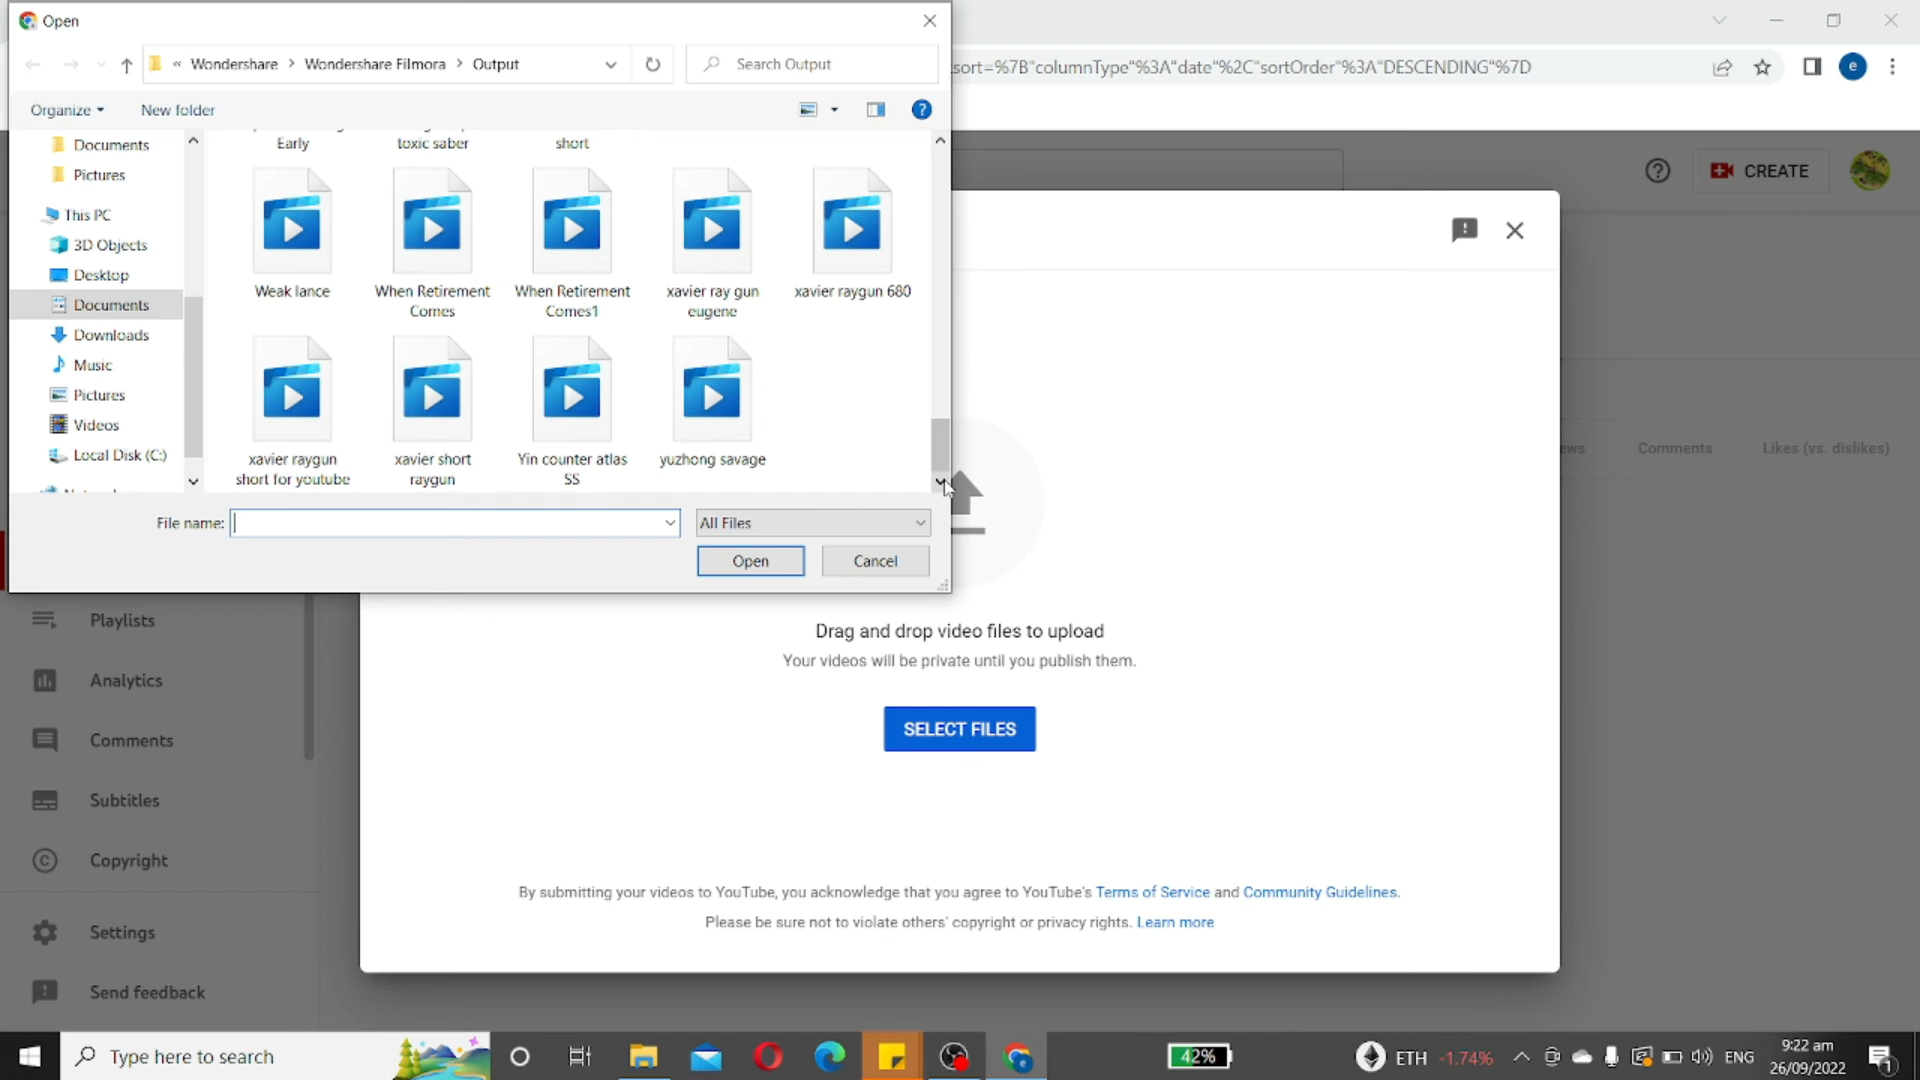 Open
« Wondershare > Wondershare Filmora > Output
Search Output
sort=%7B"columnType"%3A"date"%2C"sortOrder"%3A"DESCENDING"%7D
e
Organize
New folder
?
Documents
Pictures
This PC
3D Objects
Desktop
Documents
Downloads
Music
Pictures
Videos
Local Disk (C:)
Early
toxic saber
short
Weak lance
When Retirement
Comes
When Retirement
Comes1
xavier ray gun
eugene
xavier raygun 680
xavier raygun
short for youtube
xavier short
raygun
Yin counter atlas
SS
yuzhong savage
File name:
All Files
Open
Cancel
CREATE
Comments
Likes (vs. dislikes)
Playlists
Analytics
Comments
Subtitles
Copyright
Settings
Send feedback
Drag and drop video files to upload
Your videos will be private until you publish them.
SELECT FILES
By submitting your videos to YouTube, you acknowledge that you agree to YouTube's Terms of Service and Community Guidelines.
Please be sure not to violate others' copyright or privacy rights. Learn more
Type here to search
42%
ETH -1.74%
ENG
9:22 am
26/09/2022
1